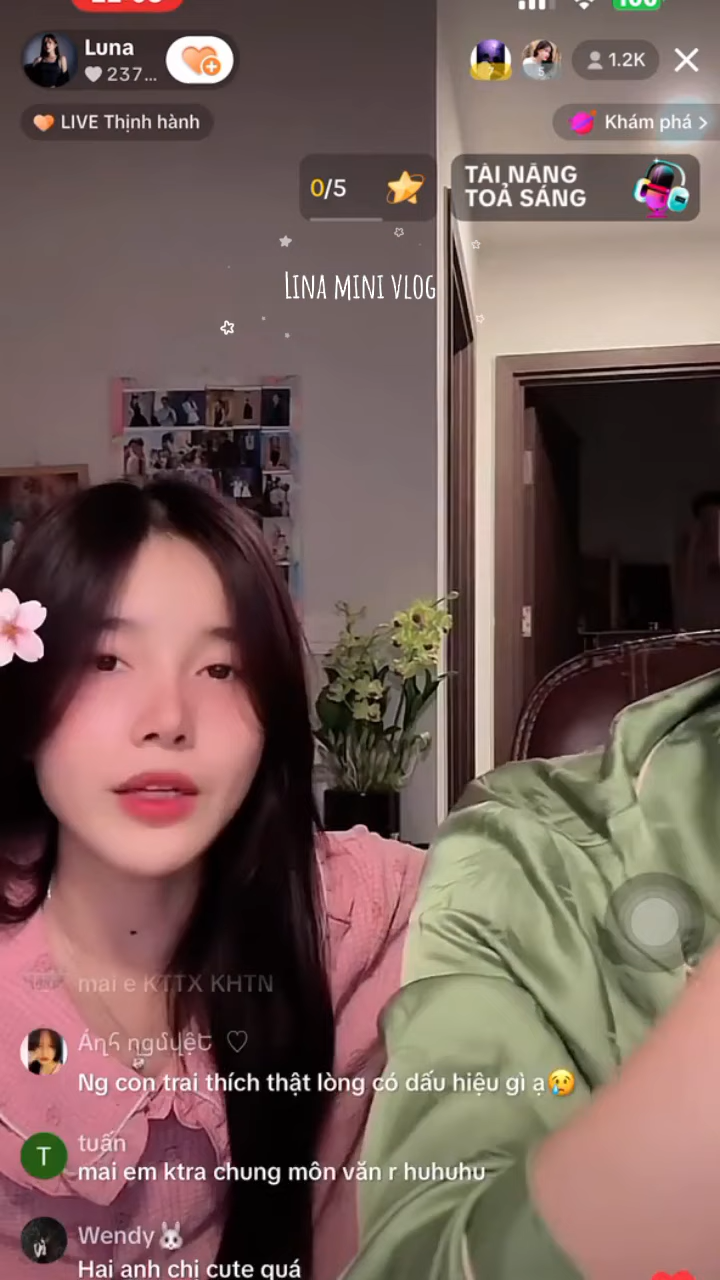 Luna
237...
1.2K
LIVE Thịnh hành
Khám phá >
0/5
TÀI NĂNG
TOẢ SÁNG
LINA MINI VLOG
mai e KTTX KHTN
Ng con trai thích thật lòng có dấu hiệu gì ạ😢
T
tuấn
mai em ktra chung môn văn r huhuhu
Wendy🐰
Hai anh chị cute quá